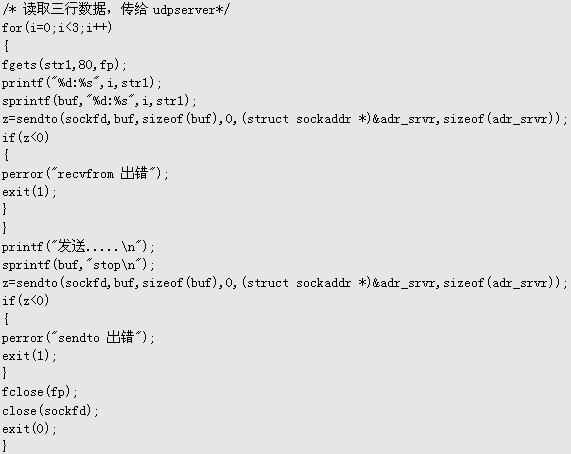 /* 读取三行数据，传给 udpserver*/
for(i=0;i<3;i++)
{
fgets(str1,80,fp);
printf("%d:%s",i,str1);
sprintf(buf,"%d:%s",i,str1);
z=sendto(sockfd,buf,sizeof(buf),0,(struct sockaddr *)&adr_srvr,sizeof(adr_srvr));
if(z<0)
{
perror("recvfrom 出错");
exit(1);
}
}
printf("发送.....\n");
sprintf(buf,"stop\n");
z=sendto(sockfd,buf,sizeof(buf),0,(struct sockaddr *)&adr_srvr,sizeof(adr_srvr));
if(z<0)
{
perror("sendto 出错");
exit(1);
}
fclose(fp);
close(sockfd);
exit(0);
}